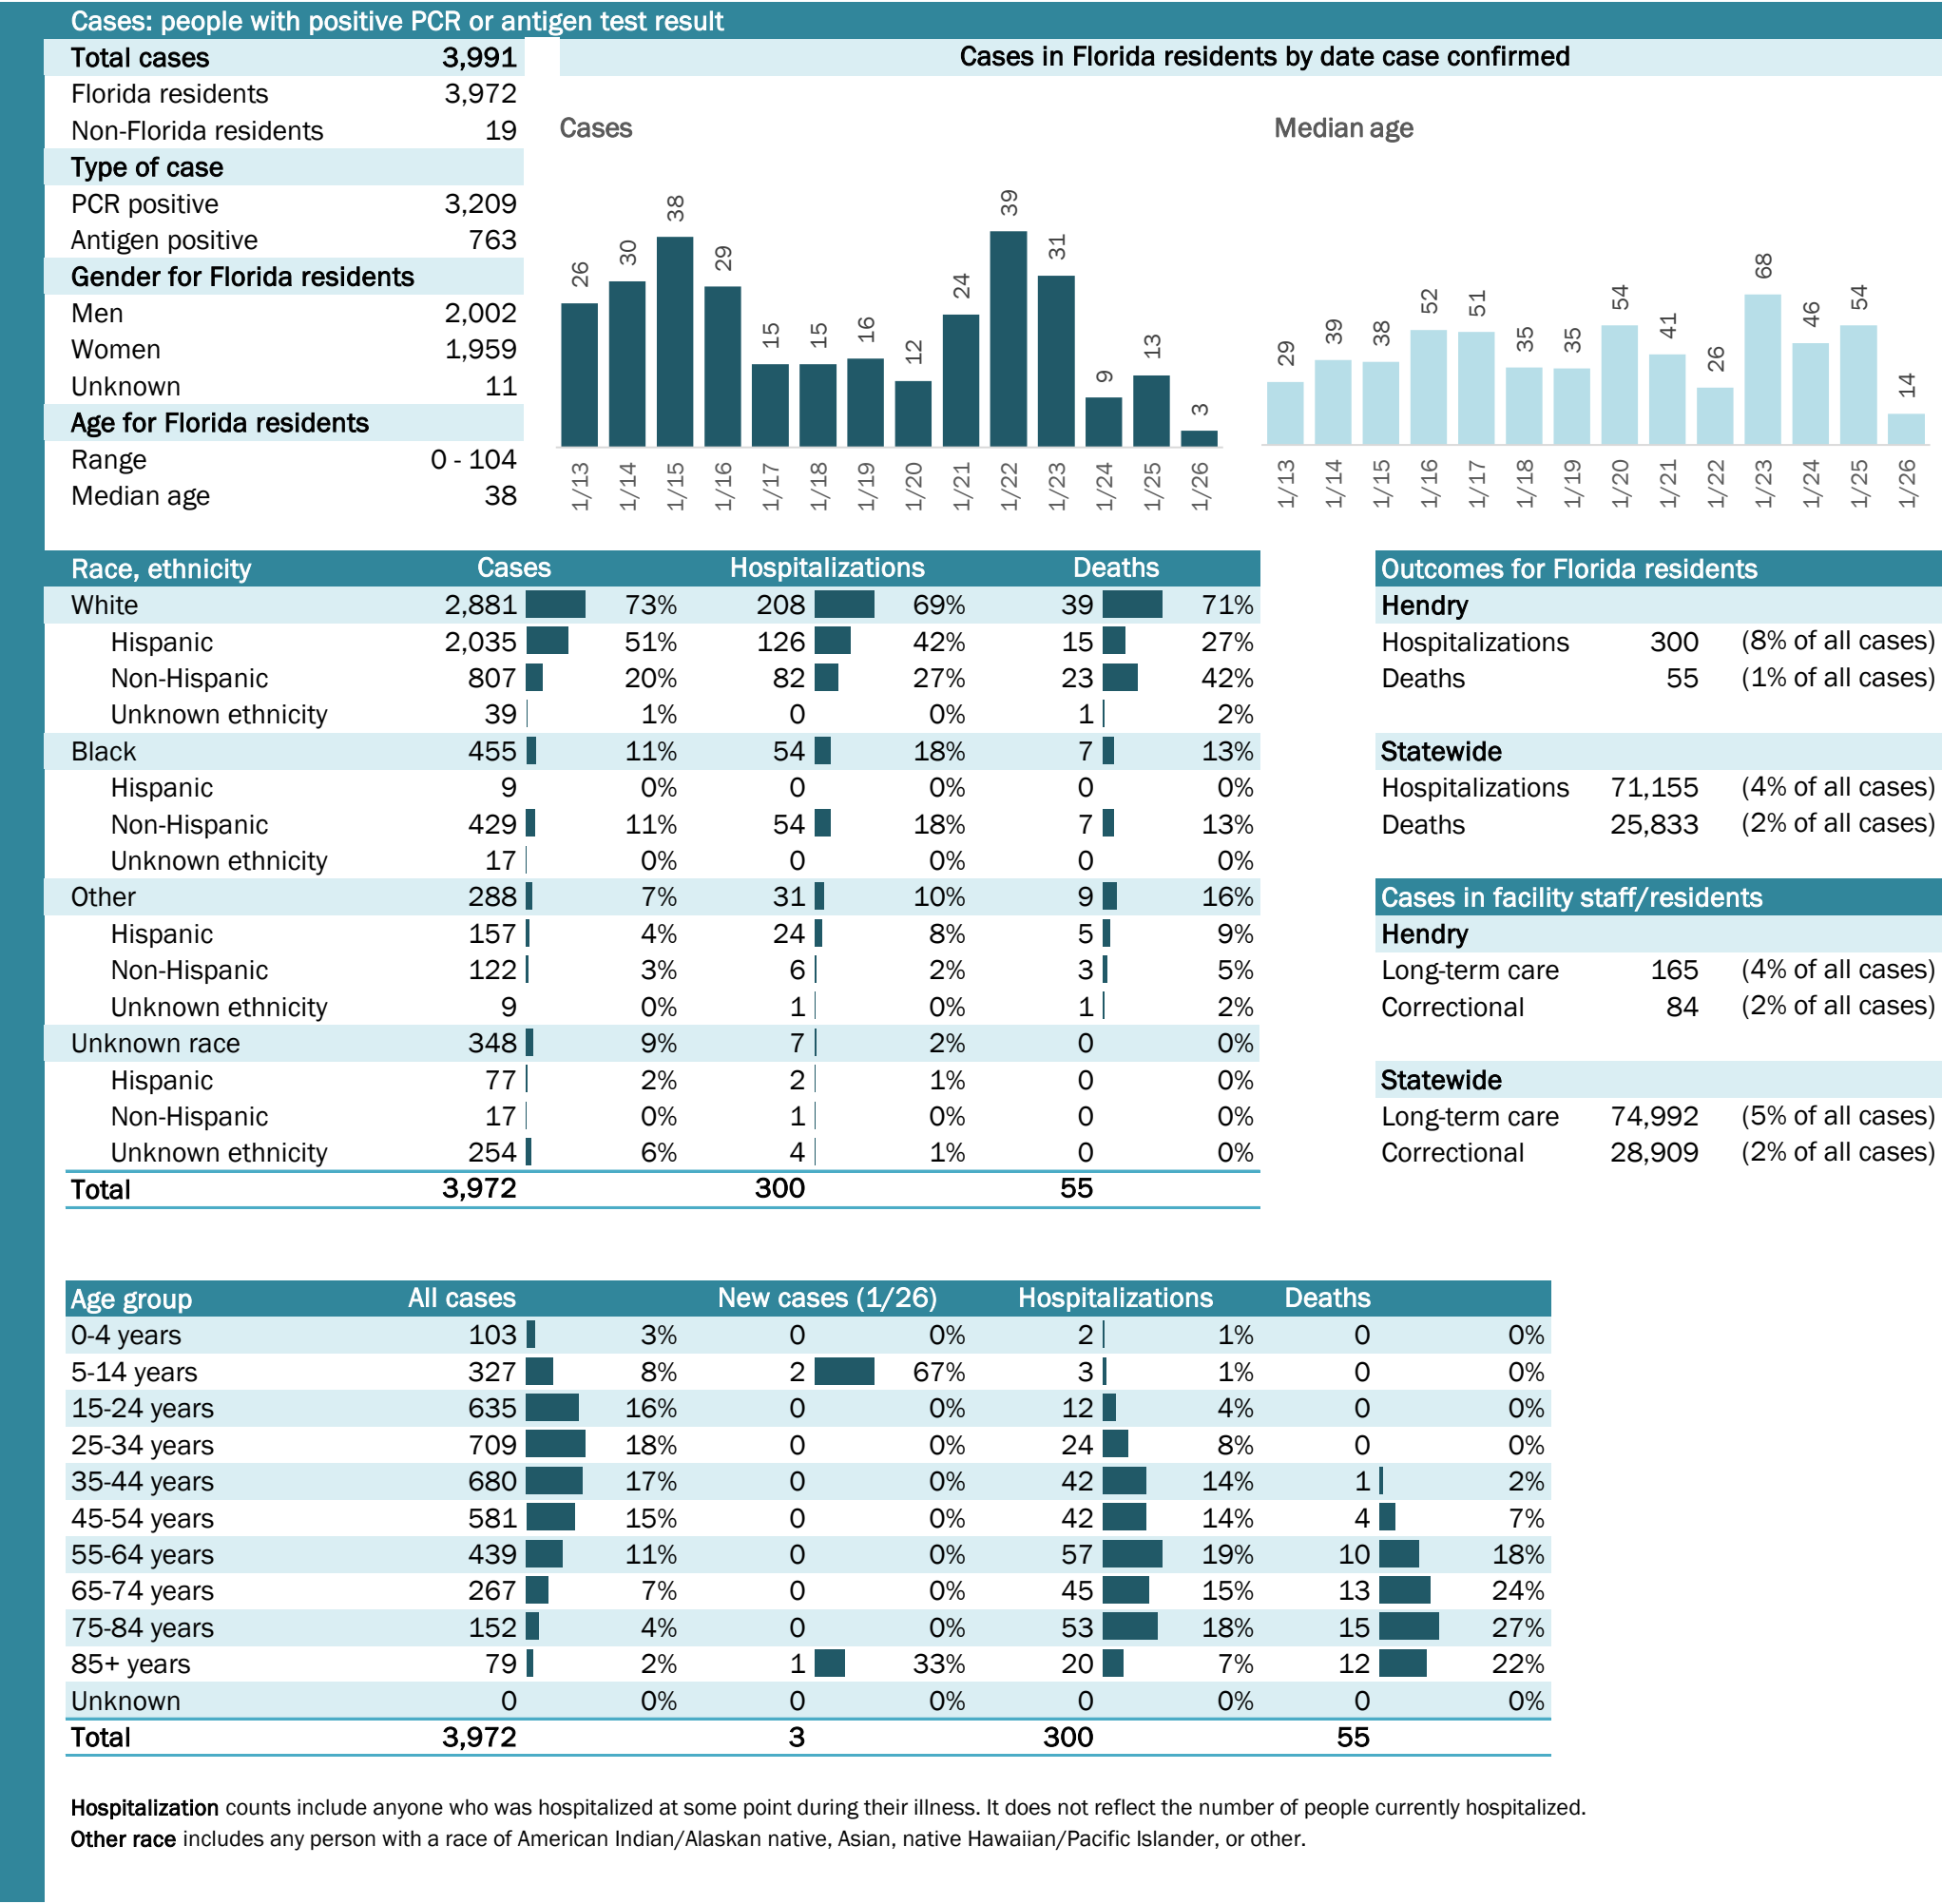 Cases: people with positive PCR or antigen test result
Total cases 3,991
Florida residents 3,972
Non-Florida residents 19
Type of case
PCR positive 3,209
Antigen positive 763
Gender for Florida residents
Men 2,002
Women 1,959
Unknown 11
Age for Florida residents
Range 0 - 104
Median age 38
Cases in Florida residents by date case confirmed
Cases
26 30 38 29 15 15 16 12 24 39 31 9 13 3
1/13 1/14 1/15 1/16 1/17 1/18 1/19 1/20 1/21 1/22 1/23 1/24 1/25 1/26
Median age
29 39 38 52 51 35 35 54 41 26 68 46 54 14
1/13 1/14 1/15 1/16 1/17 1/18 1/19 1/20 1/21 1/22 1/23 1/24 1/25 1/26
Race, ethnicity Cases Hospitalizations Deaths
White 2,881 73% 208 69% 39 71%
Hispanic 2,035 51% 126 42% 15 27%
Non-Hispanic 807 20% 82 27% 23 42%
Unknown ethnicity 39 1% 0 0% 1 2%
Black 455 11% 54 18% 7 13%
Hispanic 9 0% 0 0% 0 0%
Non-Hispanic 429 11% 54 18% 7 13%
Unknown ethnicity 17 0% 0 0% 0 0%
Other 288 7% 31 10% 9 16%
Hispanic 157 4% 24 8% 5 9%
Non-Hispanic 122 3% 6 2% 3 5%
Unknown ethnicity 9 0% 1 0% 1 2%
Unknown race 348 9% 7 2% 0 0%
Hispanic 77 2% 2 1% 0 0%
Non-Hispanic 17 0% 1 0% 0 0%
Unknown ethnicity 254 6% 4 1% 0 0%
Total 3,972 300 55
Outcomes for Florida residents
Hendry
Hospitalizations 300 (8% of all cases)
Deaths 55 (1% of all cases)
Statewide
Hospitalizations 71,155 (4% of all cases)
Deaths 25,833 (2% of all cases)
Cases in facility staff/residents
Hendry
Long-term care 165 (4% of all cases)
Correctional 84 (2% of all cases)
Statewide
Long-term care 74,992 (5% of all cases)
Correctional 28,909 (2% of all cases)
Age group All cases New cases (1/26) Hospitalizations Deaths
0-4 years 103 3% 0 0% 2 1% 0 0%
5-14 years 327 8% 2 67% 3 1% 0 0%
15-24 years 635 16% 0 0% 12 4% 0 0%
25-34 years 709 18% 0 0% 24 8% 0 0%
35-44 years 680 17% 0 0% 42 14% 1 2%
45-54 years 581 15% 0 0% 42 14% 4 7%
55-64 years 439 11% 0 0% 57 19% 10 18%
65-74 years 267 7% 0 0% 45 15% 13 24%
75-84 years 152 4% 0 0% 53 18% 15 27%
85+ years 79 2% 1 33% 20 7% 12 22%
Unknown 0 0% 0 0% 0 0% 0 0%
Total 3,972 3 300 55
Hospitalization counts include anyone who was hospitalized at some point during their illness. It does not reflect the number of people currently hospitalized.
Other race includes any person with a race of American Indian/Alaskan native, Asian, native Hawaiian/Pacific Islander, or other.